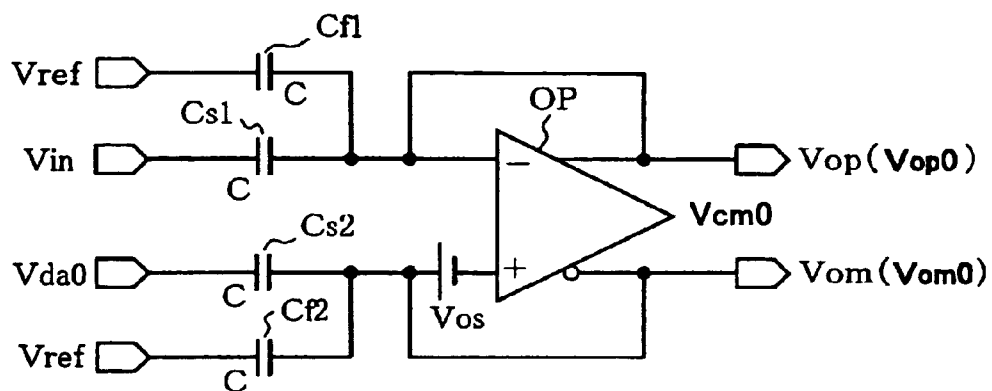 Cf1
Vref
C
OP
Cs1
Vin
−
Vop(Vop0)
C
Vcm0
Cs2
Vda0
+
Vom(Vom0)
C
Cf2
Vos
Vref
C